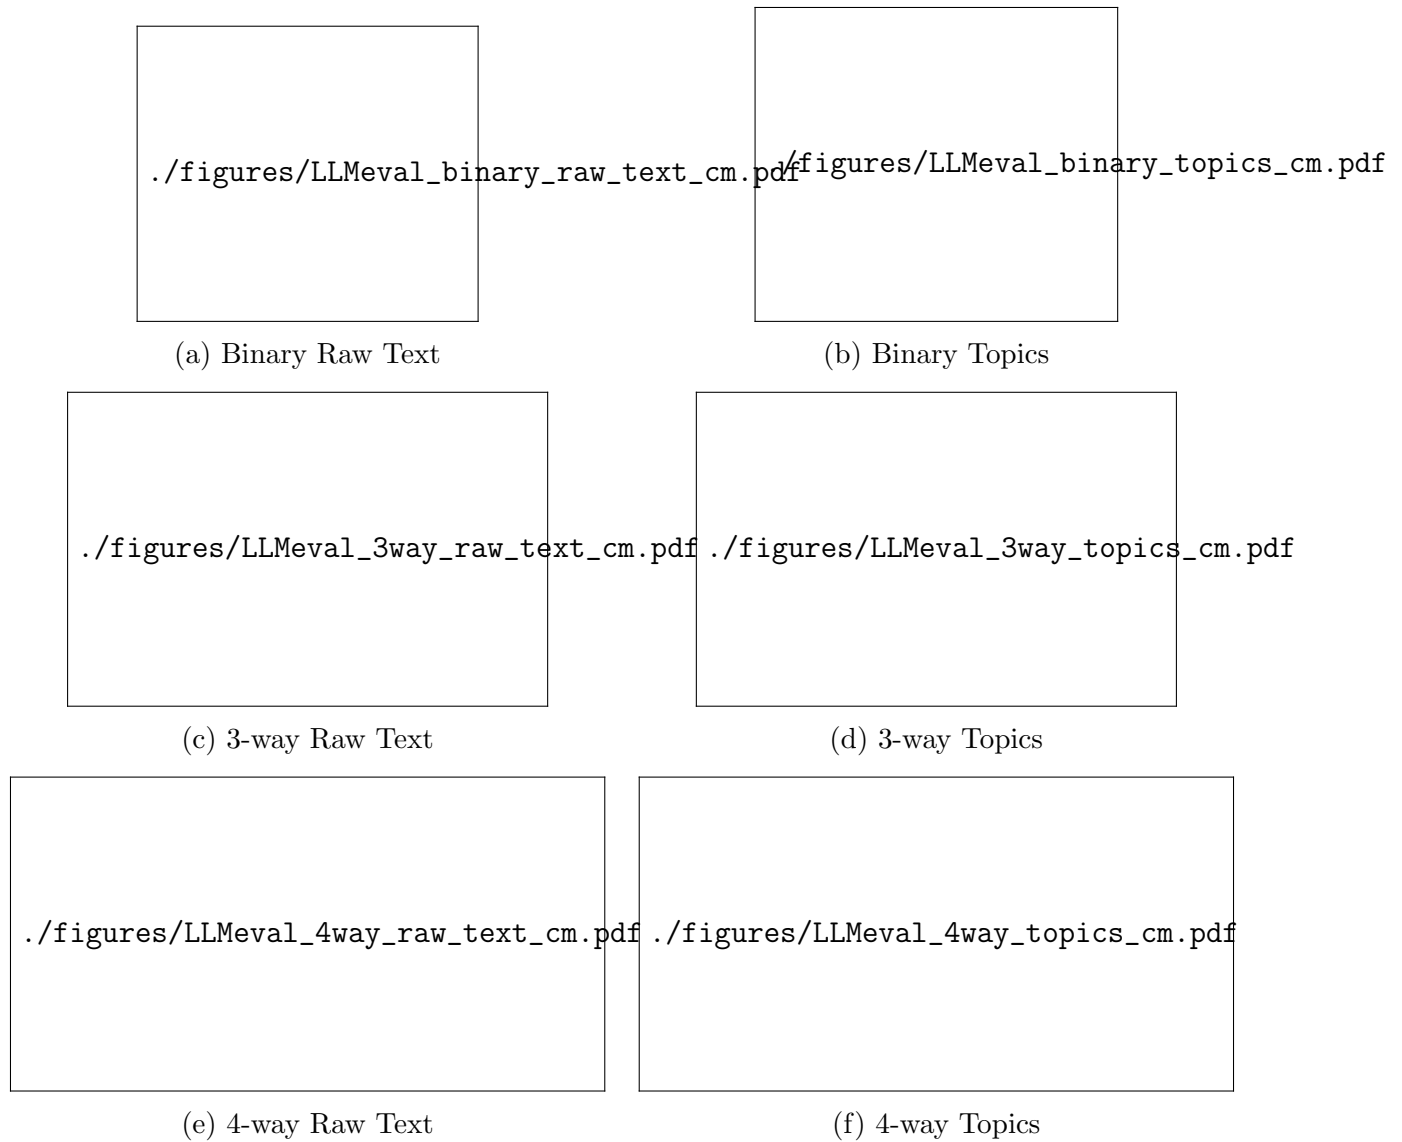 ./figures/LLMeval_binary_raw_text_cm.pdf
./figures/LLMeval_binary_topics_cm.pdf
(a) Binary Raw Text
(b) Binary Topics
./figures/LLMeval_3way_raw_text_cm.pdf
./figures/LLMeval_3way_topics_cm.pdf
(c) 3-way Raw Text
(d) 3-way Topics
./figures/LLMeval_4way_raw_text_cm.pdf
./figures/LLMeval_4way_topics_cm.pdf
(e) 4-way Raw Text
(f) 4-way Topics